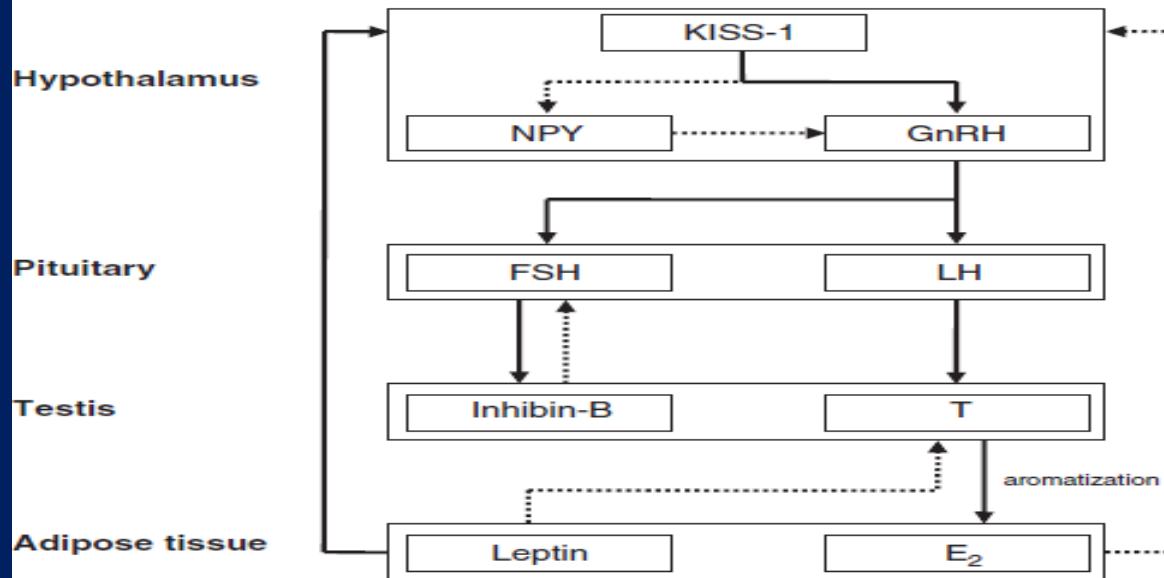 KISS-1
Hypothalamus
NPY
GnRH
Pituitary
FSH
LH
Testis
Inhibin-B
T
aromatization
Adipose tissue
Leptin
E₂